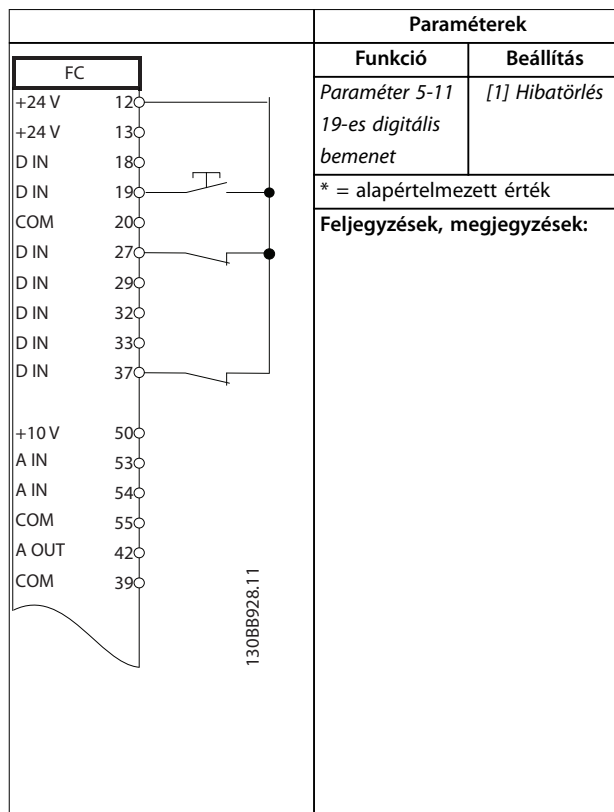 FC
+24 V 12
+24 V 13
D IN 18
D IN 19
COM 20
D IN 27
D IN 29
D IN 32
D IN 33
D IN 37
+10 V 50
A IN 53
A IN 54
COM 55
A OUT 42
COM 39
130BB928.11
Paraméterek
Funkció Beállítás
Paraméter 5-11 [1] Hibatörlés
19-es digitális
bemenet
* = alapértelmezett érték
Feljegyzések, megjegyzések: